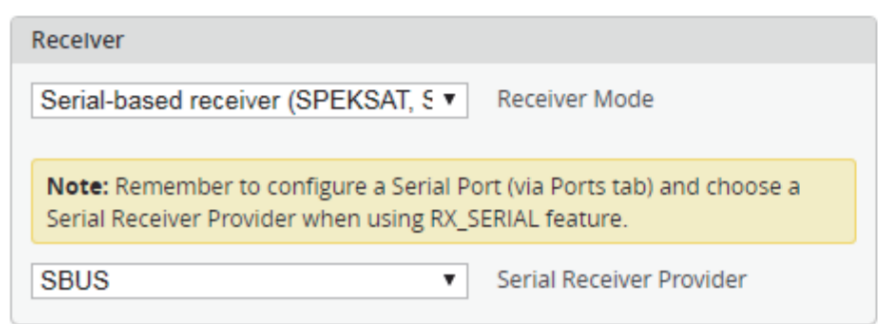 Receiver
Serial-based receiver (SPEKSAT, S
Receiver Mode
Note: Remember to configure a Serial Port (via Ports tab) and choose a
Serial Receiver Provider when using RX_SERIAL feature.
SBUS
Serial Receiver Provider